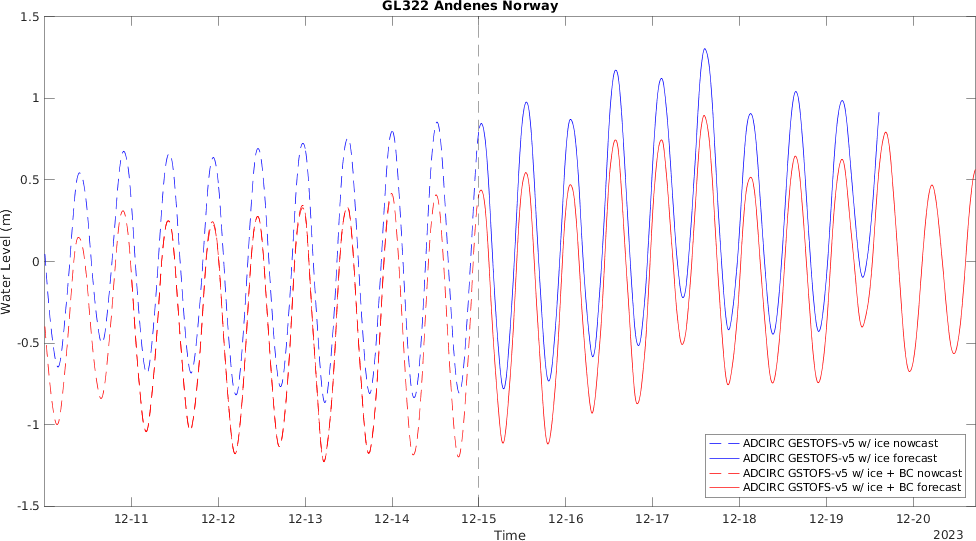 GL322 Andenes Norway
1.5
1
0.5
0
-0.5
-1
-1.5
Water Level (m)
12-11
12-12
12-13
12-14
12-15
12-16
12-17
12-18
12-19
12-20
Time
2023
ADCIRC GESTOFS-v5 w/ ice nowcast
ADCIRC GESTOFS-v5 w/ ice forecast
ADCIRC GSTOFS-v5 w/ ice + BC nowcast
ADCIRC GSTOFS-v5 w/ ice + BC forecast